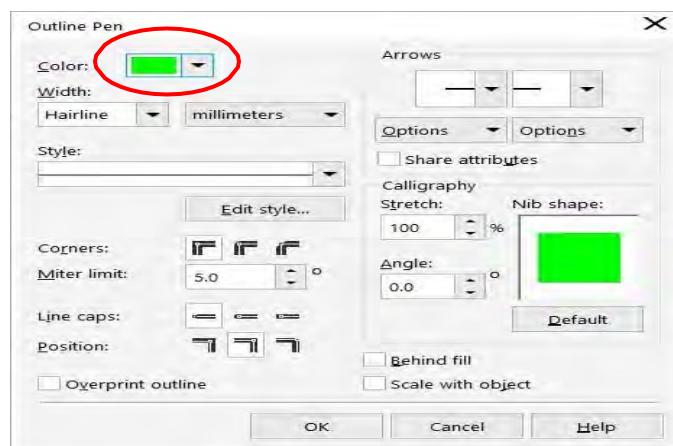 Outline Pen
Color:
Width:
Hairline
millimeters
Style:
Edit style...
Corners:
Miter limit:
5.0
°
Line caps:
Position:
Overprint outline
Arrows
Options
Options
Share attributes
Calligraphy
Stretch:
Nib shape:
100
%
Angle:
0.0
°
Default
Behind fill
Scale with object
OK
Cancel
Help